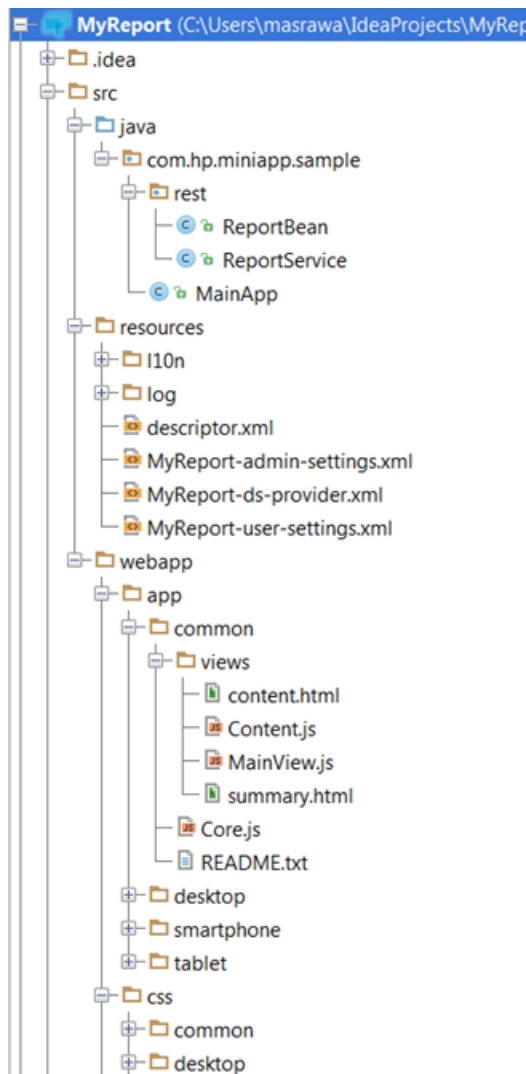 MyReport (C:\Users\masrawa\IdeaProjects\MyRep
.idea
src
java
com.hp.miniapp.sample
rest
ReportBean
ReportService
MainApp
resources
l10n
log
descriptor.xml
MyReport-admin-settings.xml
MyReport-ds-provider.xml
MyReport-user-settings.xml
webapp
app
common
views
content.html
Content.js
MainView.js
summary.html
Core.js
README.txt
desktop
smartphone
tablet
css
common
desktop